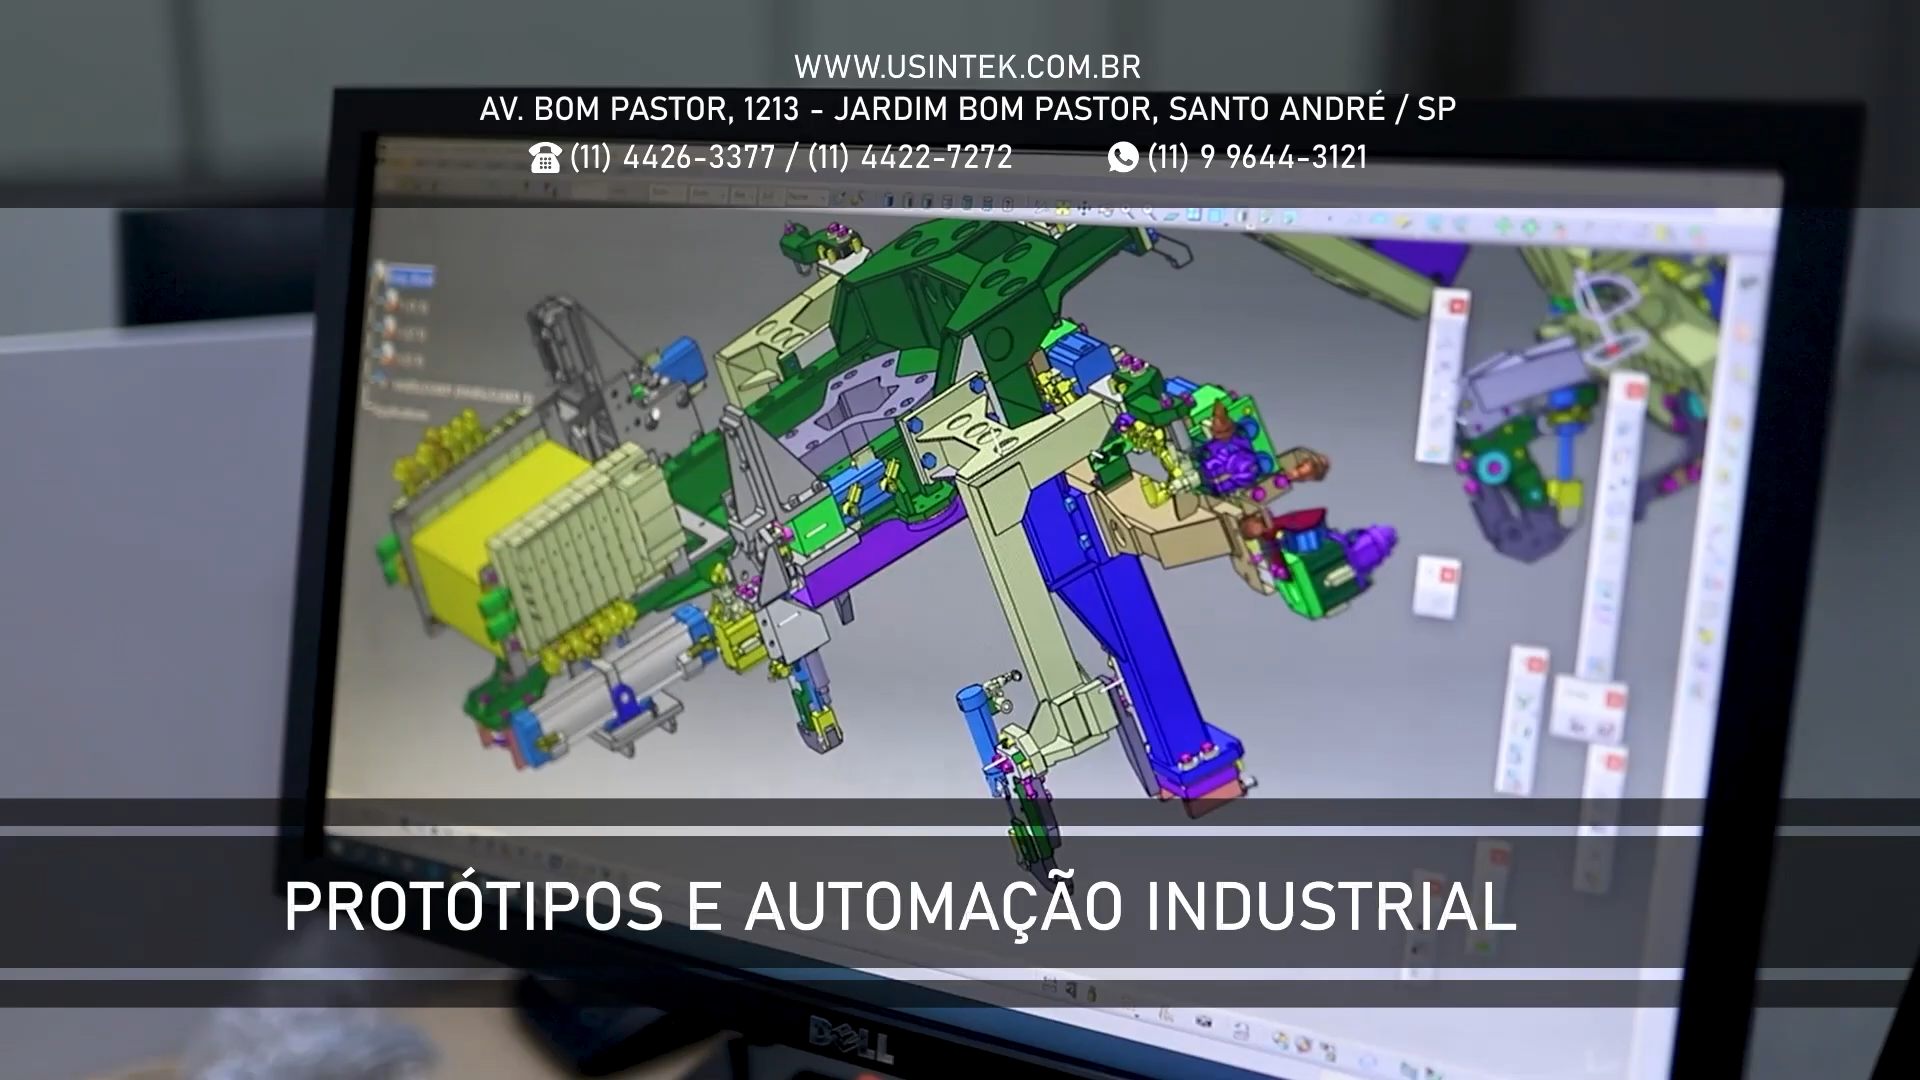 WWW.USINTEK.COM.BR
AV. BOM PASTOR, 1213 - JARDIM BOM PASTOR, SANTO ANDRÉ / SP
(11) 4426-3377 / (11) 4422-7272 (11) 9 9644-3121
PROTÓTIPOS E AUTOMAÇÃO INDUSTRIAL
DELL